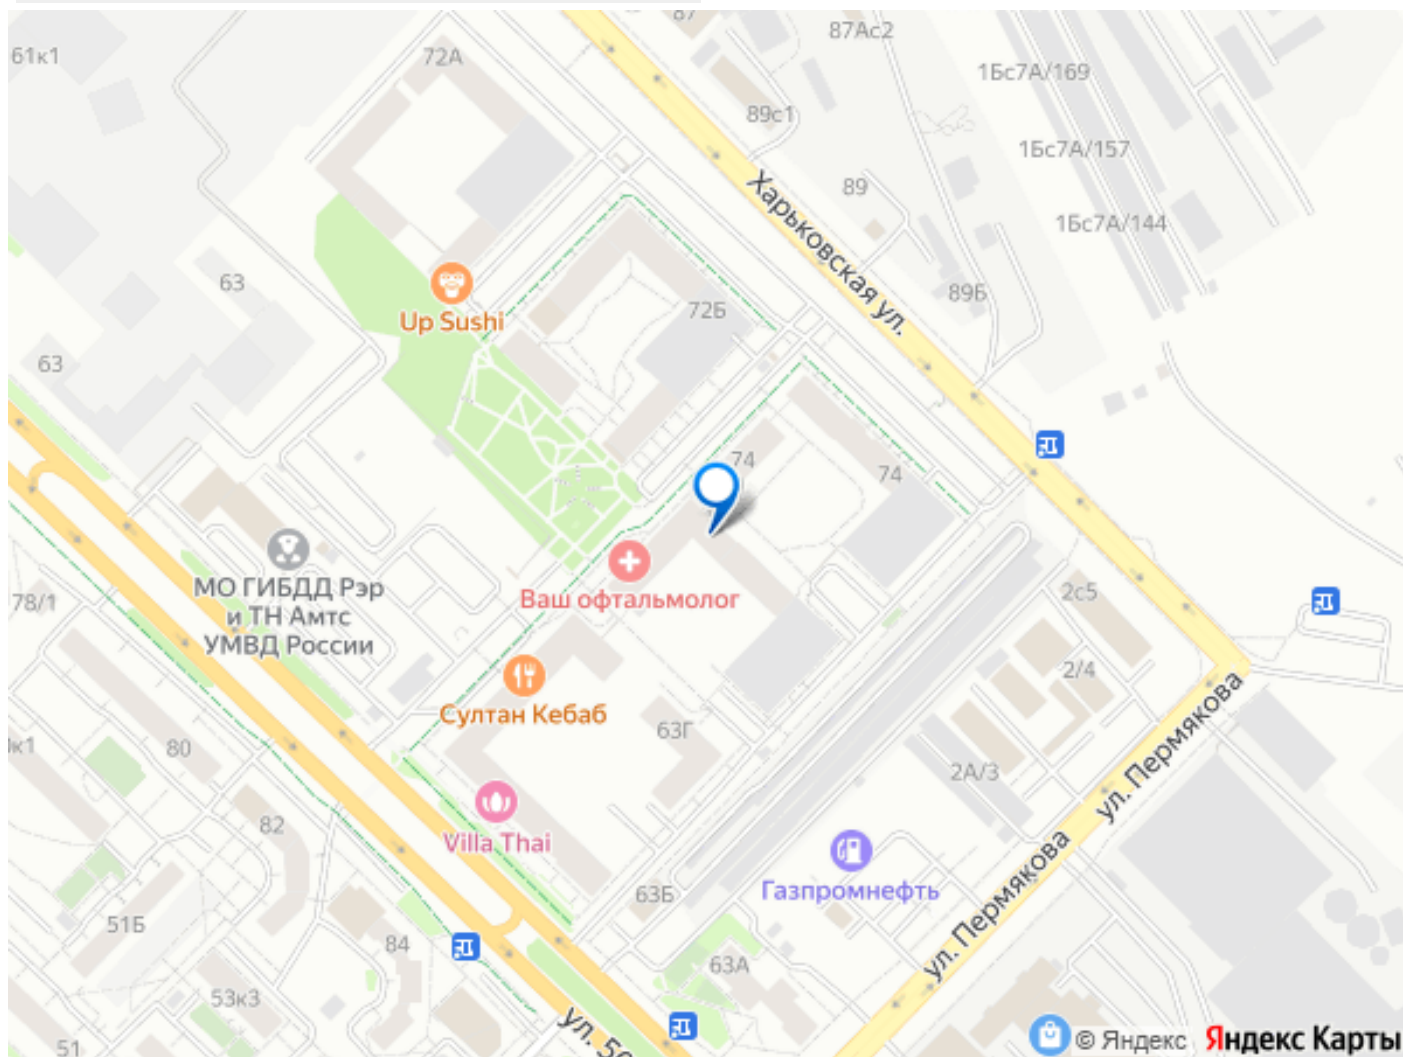 87
87Ас2
61к1
72А
1Бс7А/169
89с1
1Бс7А/157
89
Харьковская ул.
1Бс7А/144
63
89Б
72Б
Up Sushi
63
74
74
МО ГИБДД Рэр
и ТН Амтс
УМВД России
Ваш офтальмолог
78/1
2с5
2/4
Султан Кебаб
63Г
ул. Пермякова
80
2А/3
82
Villa Thai
Газпромнефть
63Б
51Б
84
ул. Пермякова
63А
53к3
ул. 50
51
© Яндекс Яндекс Карты